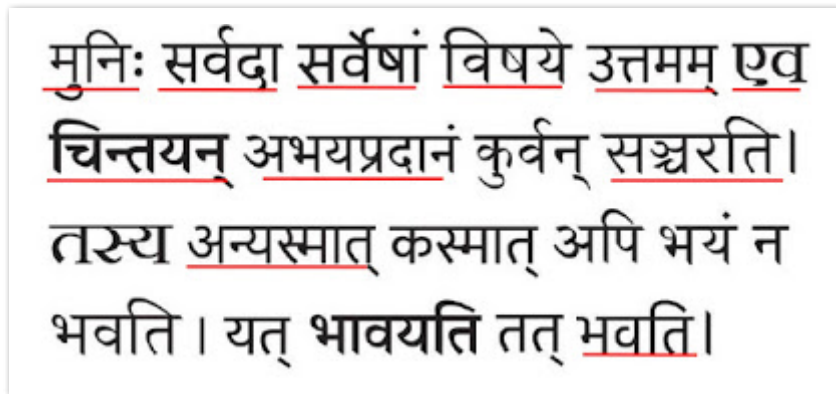 मुनिः सर्वदा सर्वेषां विषये उत्तमम् एव
चिन्तयन् अभयप्रदानं कुर्वन् सञ्चरति।
तस्य अन्यस्मात् कस्मात् अपि भयं न
भवति। यत् भावयति तत् भवति।